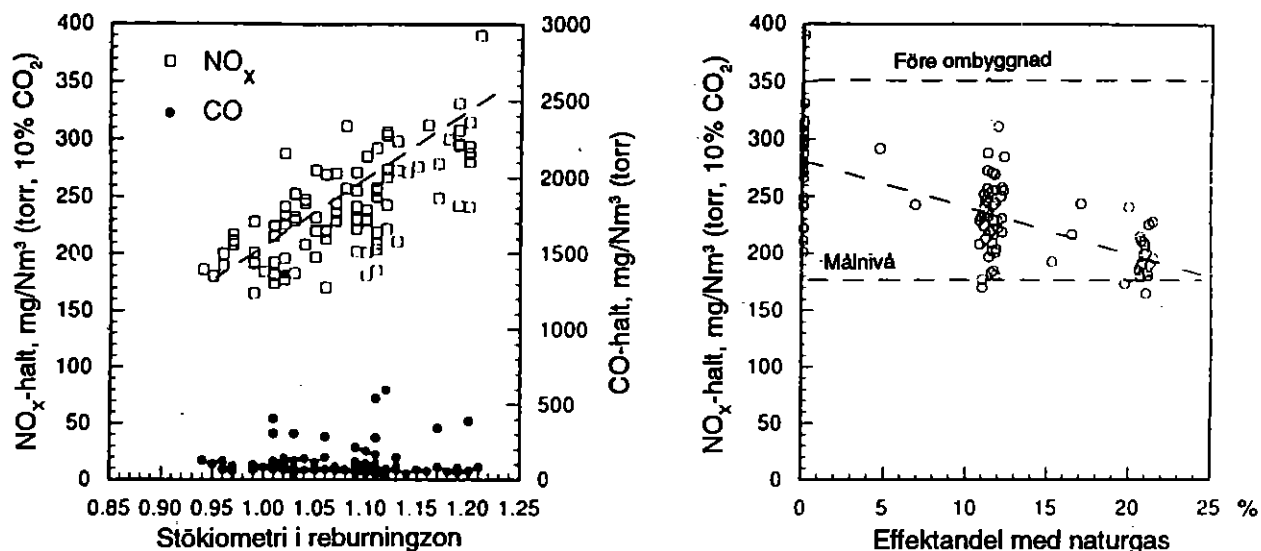 NOx-halt, mg/Nm³ (torr, 10% CO2)
400
350
300
250
200
150
100
50
0
NOx
CO
3000
2500
2000
1500
1000
500
0
CO-halt, mg/Nm³ (torr)
0.85 0.90 0.95 1.00 1.05 1.10 1.15 1.20 1.25
Stökiometri i reburningzon
NOx-halt, mg/Nm³ (torr, 10% CO2)
400
350
300
250
200
150
100
50
0
Före ombyggnad
Målnivå
0 5 10 15 20 25 %
Effektandel med naturgas